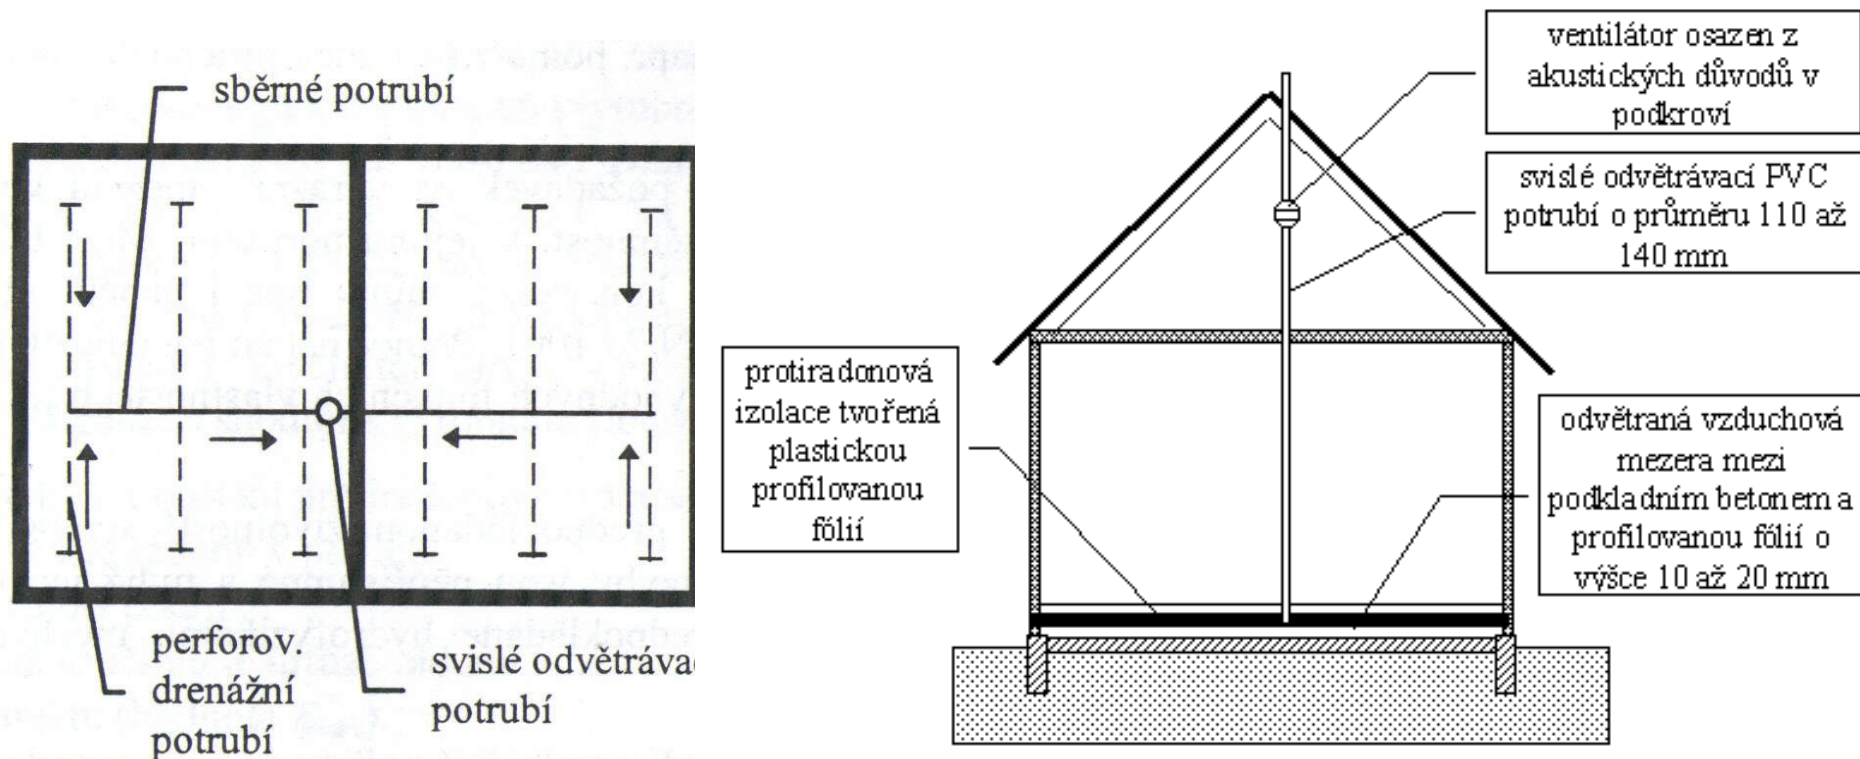 sběrné potrubí
perforov.
drenážní
potrubí
svislé odvětrávac
potrubí
ventilátor osazen z
akustických důvodů v
podkroví
svislé odvětrávací PVC
potrubí o průměru 110 až
140 mm
protiradonová
izolace tvořená
plastickou
profilovanou
fólií
odvětraná vzduchová
mezera mezi
podkladním betonem a
profilovanou fólií o
výšce 10 až 20 mm